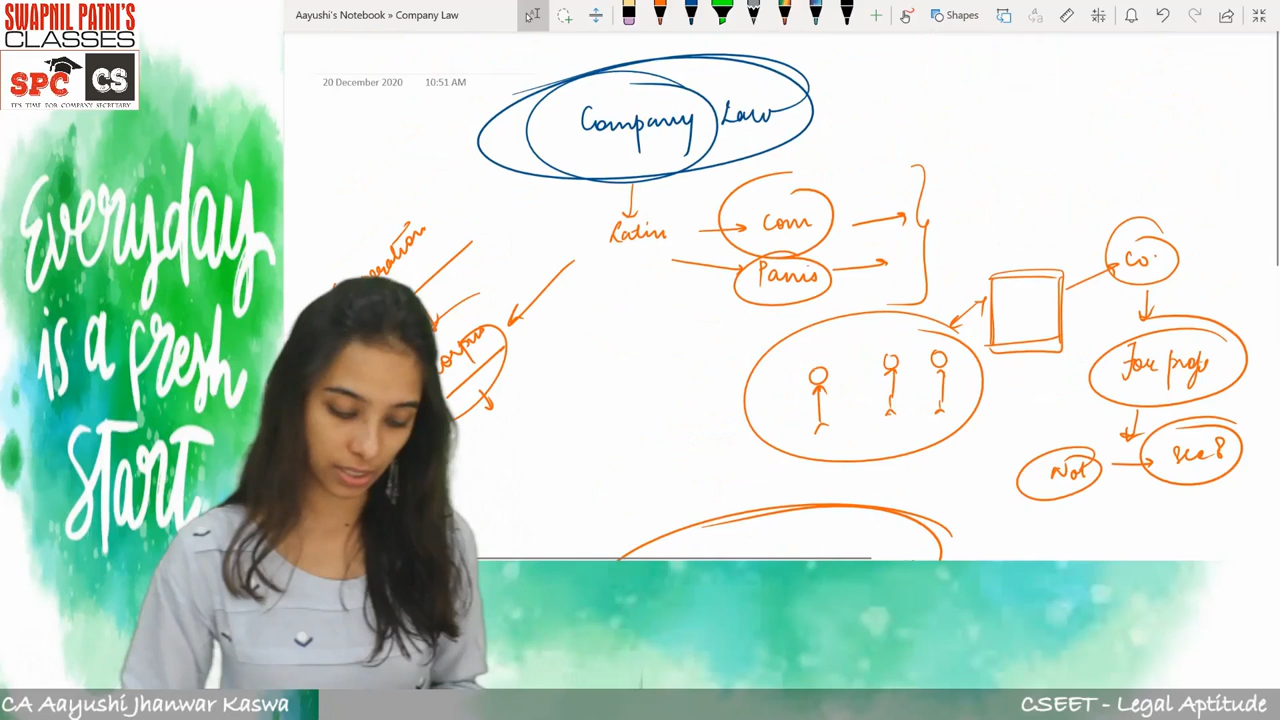 SWAPNIL PATNI'S
CLASSES
SPC CS
IT'S TIME FOR COMPANY SECRETARY
Aayushi's Notebook » Company Law
Shapes
20 December 2020 10:51 AM
Company Law
Latin
Com
Panis
Co.
Not
Sec 8
Everyday
is a
fresh
start
CA Aayushi Jhanwar Kaswa
CSEET - Legal Aptitude